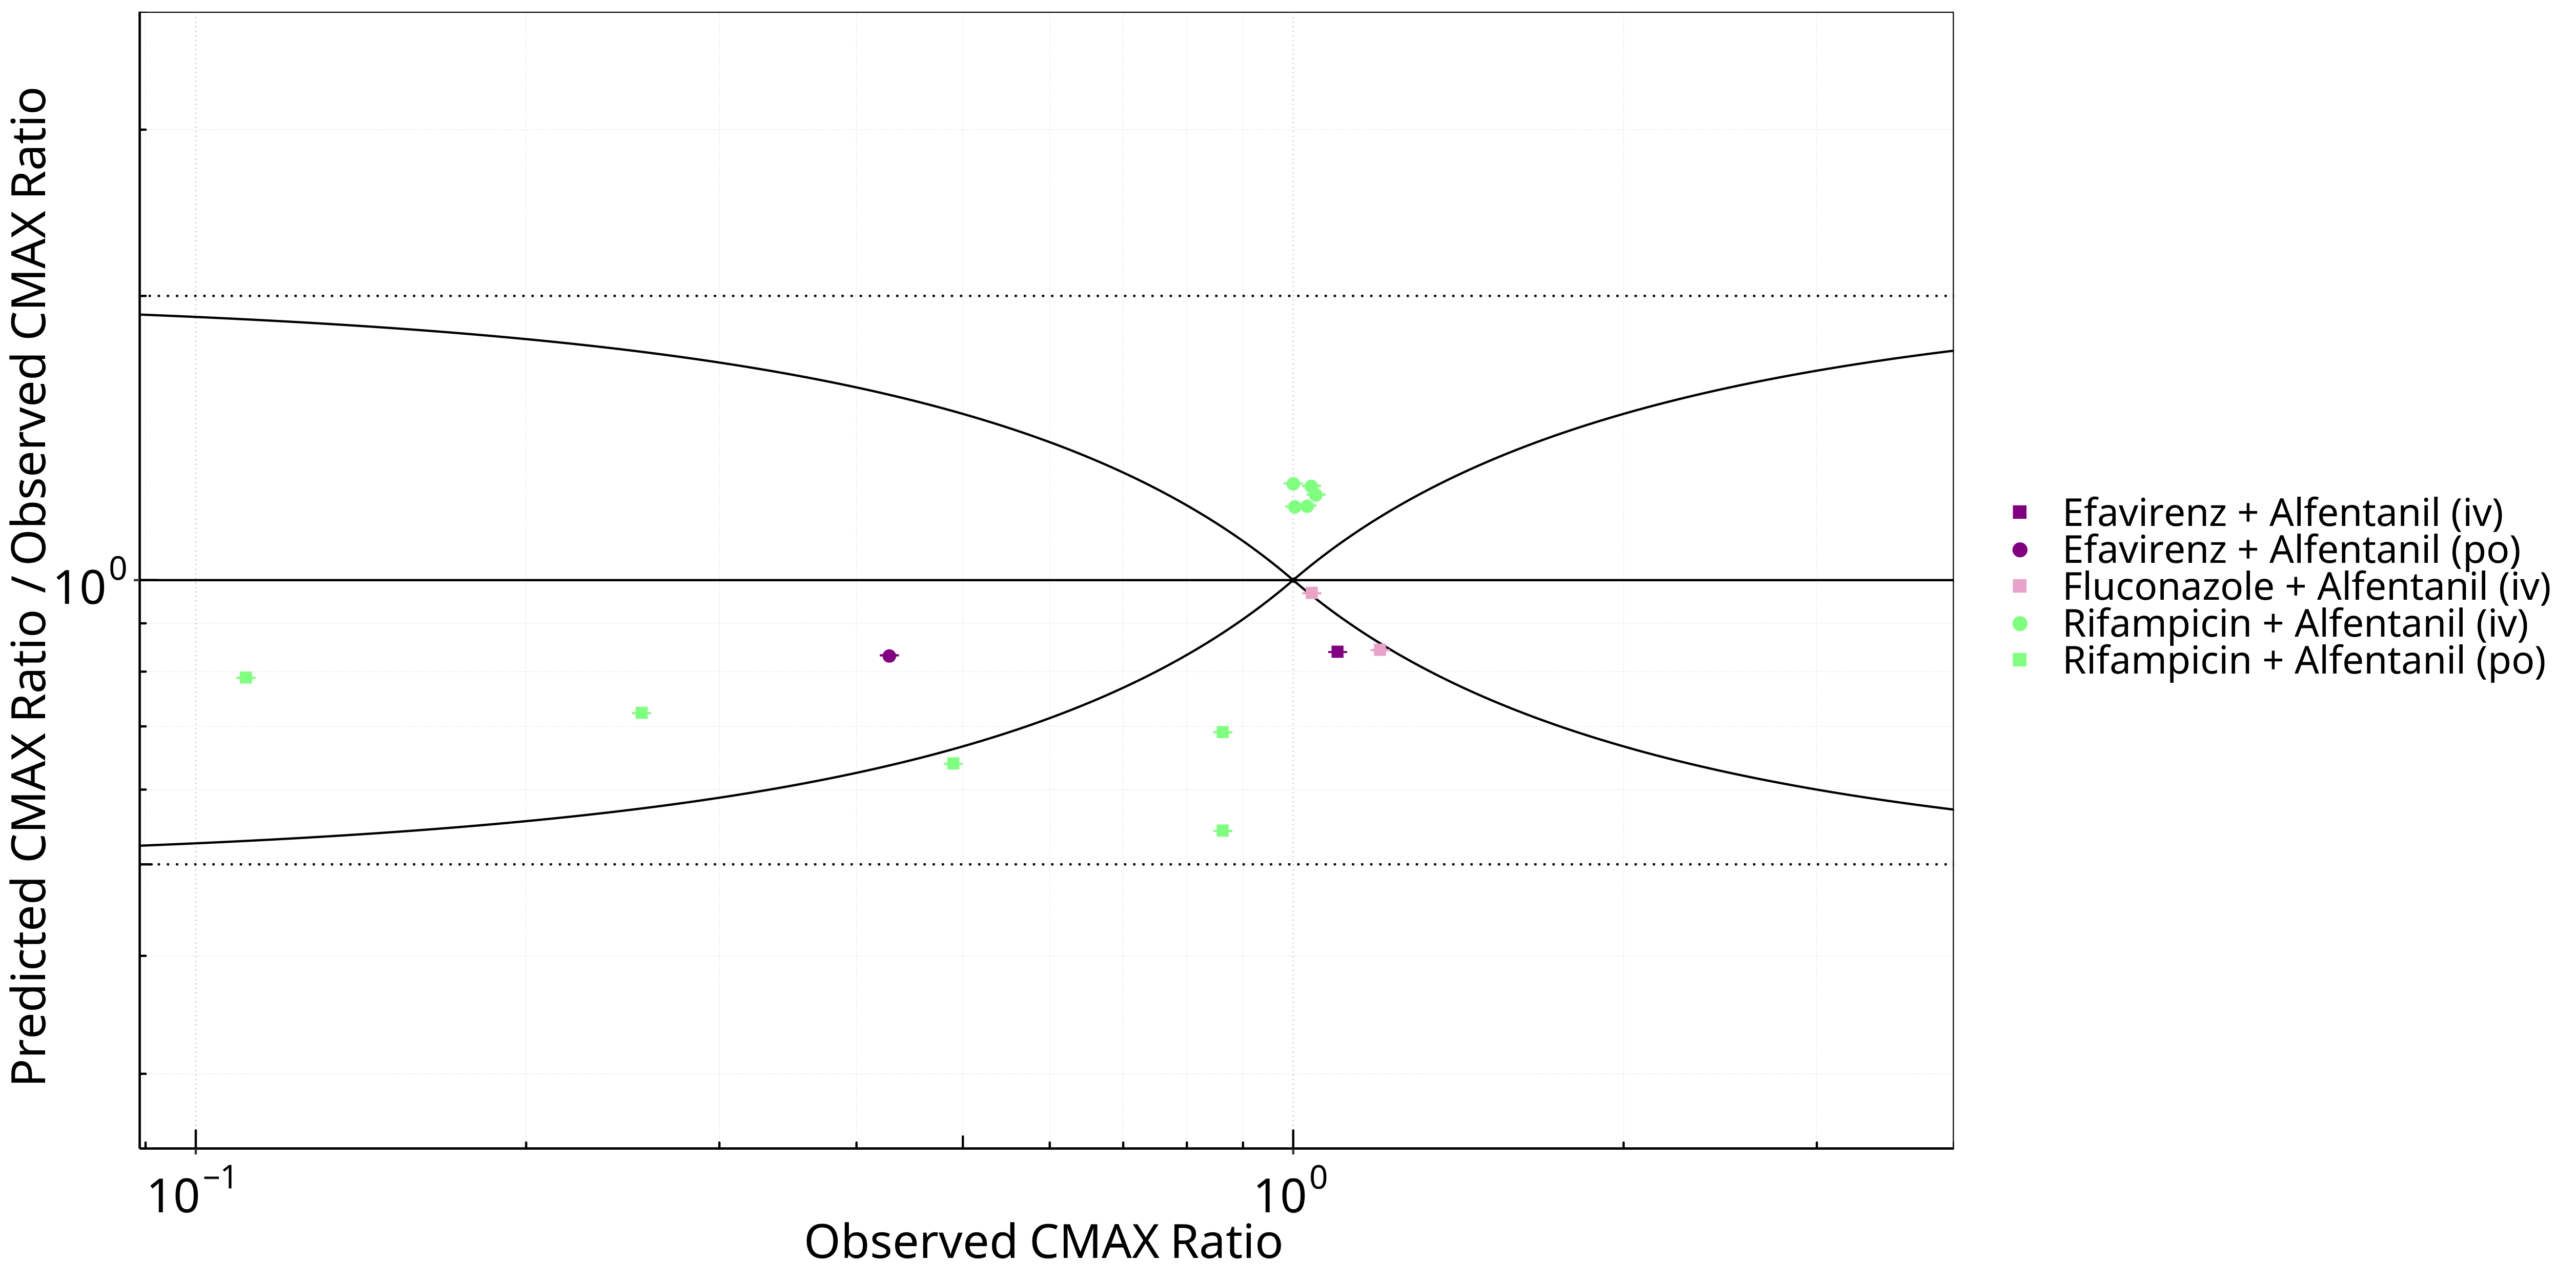 Predicted CMAX Ratio / Observed CMAX Ratio
10⁰
10⁻¹
10⁰
Observed CMAX Ratio
Efavirenz + Alfentanil (iv)
Efavirenz + Alfentanil (po)
Fluconazole + Alfentanil (iv)
Rifampicin + Alfentanil (iv)
Rifampicin + Alfentanil (po)